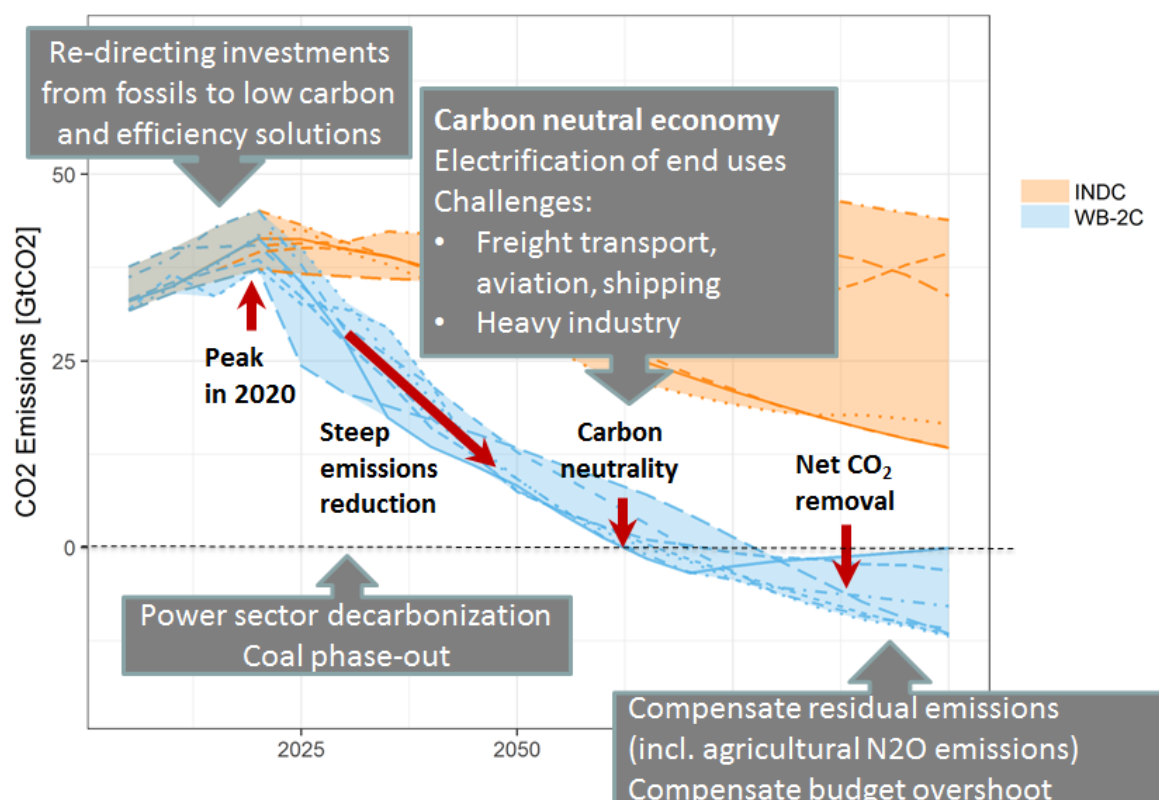 Re-directing investments
from fossils to low carbon
and efficiency solutions
Carbon neutral economy
Electrification of end uses
Challenges:
• Freight transport,
aviation, shipping
• Heavy industry
INDC
WB-2C
CO2 Emissions [GtCO2]
50
25
0
Peak
in 2020
Steep
emissions
reduction
Carbon
neutrality
Net CO₂
removal
Power sector decarbonization
Coal phase-out
2025
2050
Compensate residual emissions
(incl. agricultural N2O emissions)
Compensate budget overshoot